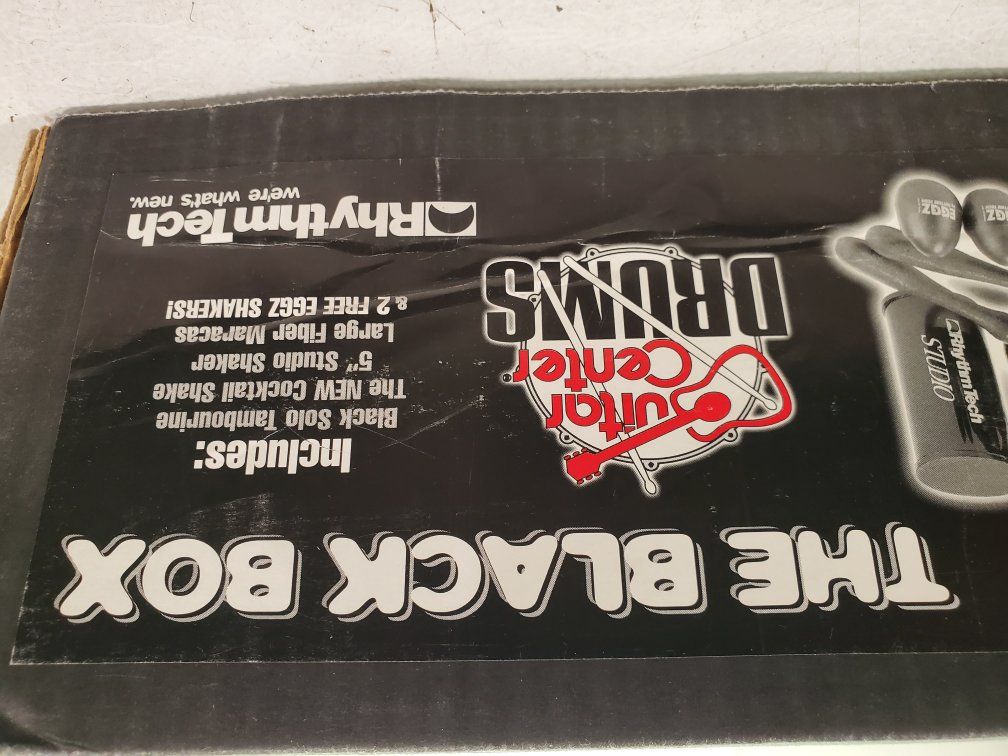 THE BLACK BOX
Includes:
Black Solo Tambourine
The NEW Cocktail Shake
5" Studio Shaker
Large Fiber Maracas
& 2 FREE EGGZ SHAKERS!
Guitar
Center
DRUMS
RhythmTech
we're what's new.
RhythmTech
STUDIO
EGGZ
EGGZ